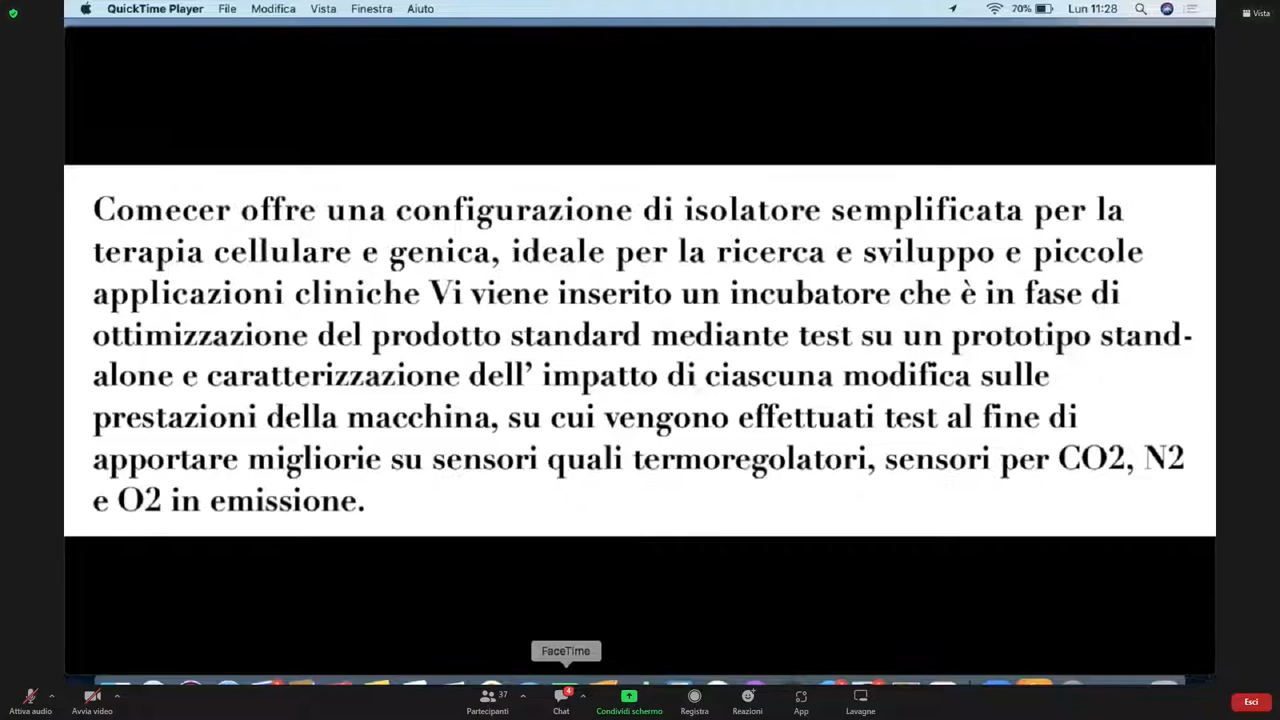 QuickTime Player File Modifica Vista Finestra Aiuto 70% Lun 11:28
Vista
Comecer offre una configurazione di isolatore semplificata per la
terapia cellulare e genica, ideale per la ricerca e sviluppo e piccole
applicazioni cliniche Vi viene inserito un incubatore che è in fase di
ottimizzazione del prodotto standard mediante test su un prototipo stand-
alone e caratterizzazione dell’ impatto di ciascuna modifica sulle
prestazioni della macchina, su cui vengono effettuati test al fine di
apportare migliorie su sensori quali termoregolatori, sensori per CO2, N2
e O2 in emissione.
FaceTime
37 4
Attiva audio Avvia video Partecipanti Chat Condividi schermo Registra Reazioni App Lavagne Esci